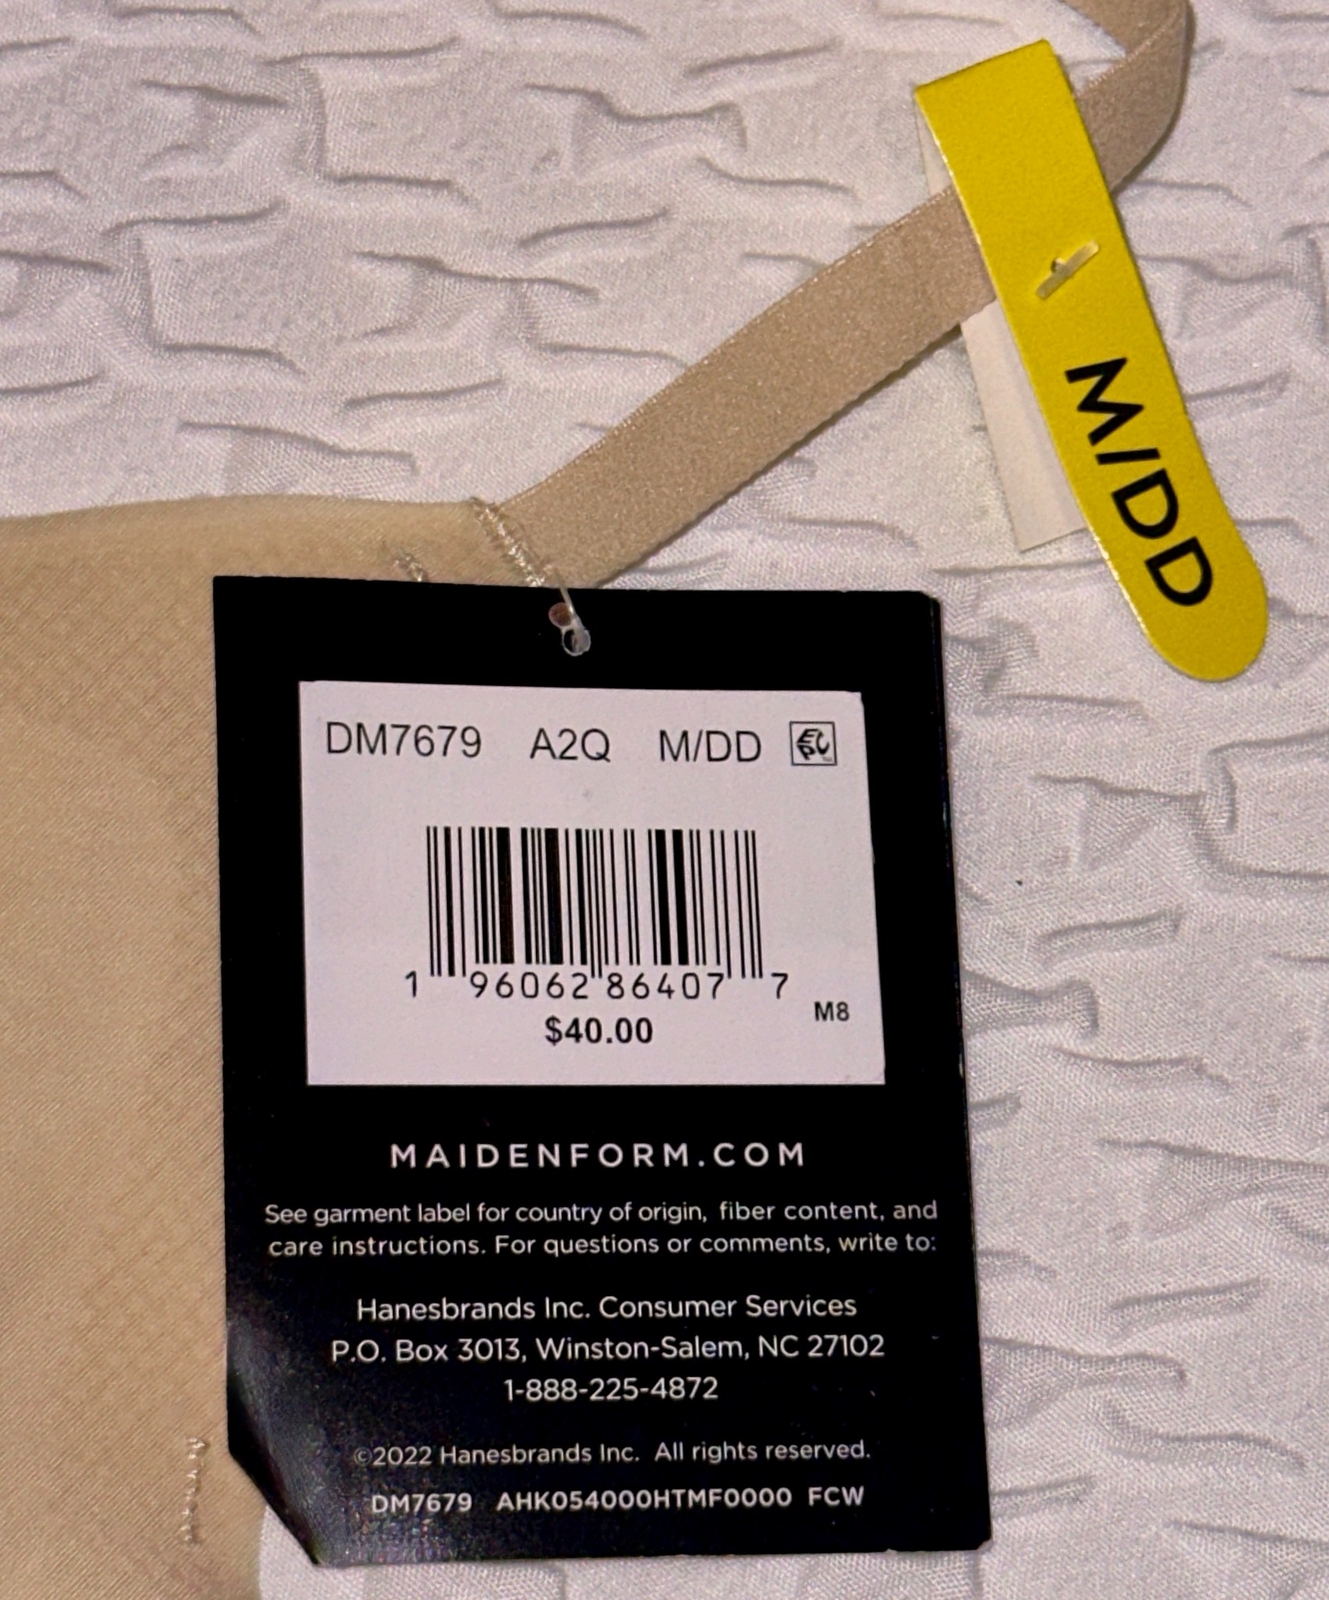 M/DD
DM7679 A2Q M/DD EPC
1 96062 86407 7
M8
$40.00
MAIDENFORM.COM
See garment label for country of origin, fiber content, and
care instructions. For questions or comments, write to:
Hanesbrands Inc. Consumer Services
P.O. Box 3013, Winston-Salem, NC 27102
1-888-225-4872
©2022 Hanesbrands Inc. All rights reserved.
DM7679 AHK054000HTMF0000 FCW